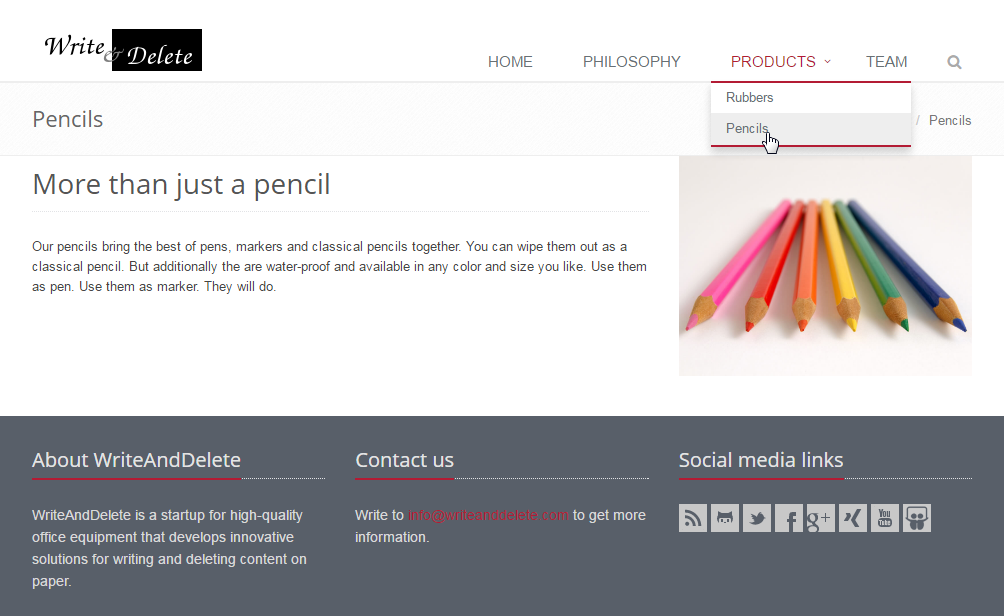 Write & Delete
HOME PHILOSOPHY PRODUCTS TEAM
Rubbers
Pencils
Pencils
/ Pencils
More than just a pencil
Our pencils bring the best of pens, markers and classical pencils together. You can wipe them out as a
classical pencil. But additionally the are water-proof and available in any color and size you like. Use them
as pen. Use them as marker. They will do.
About WriteAndDelete
WriteAndDelete is a startup for high-quality
office equipment that develops innovative
solutions for writing and deleting content on
paper.
Contact us
Write to info@writeanddelete.com to get more
information.
Social media links
g+
You
Tube